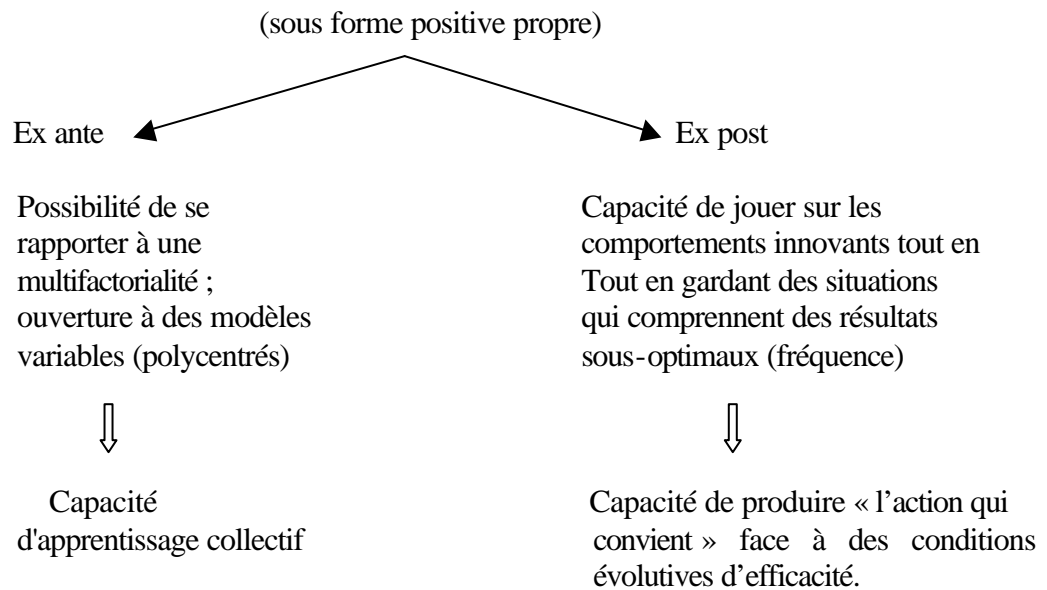 (sous forme positive propre)
Ex ante
Ex post
Possibilité de se
rapporter à une
multifactorialité ;
ouverture à des modèles
variables (polycentrés)
Capacité de jouer sur les
comportements innovants tout en
Tout en gardant des situations
qui comprennent des résultats
sous-optimaux (fréquence)
Capacité
d'apprentissage collectif
Capacité de produire « l’action qui
convient » face à des conditions
évolutives d’efficacité.